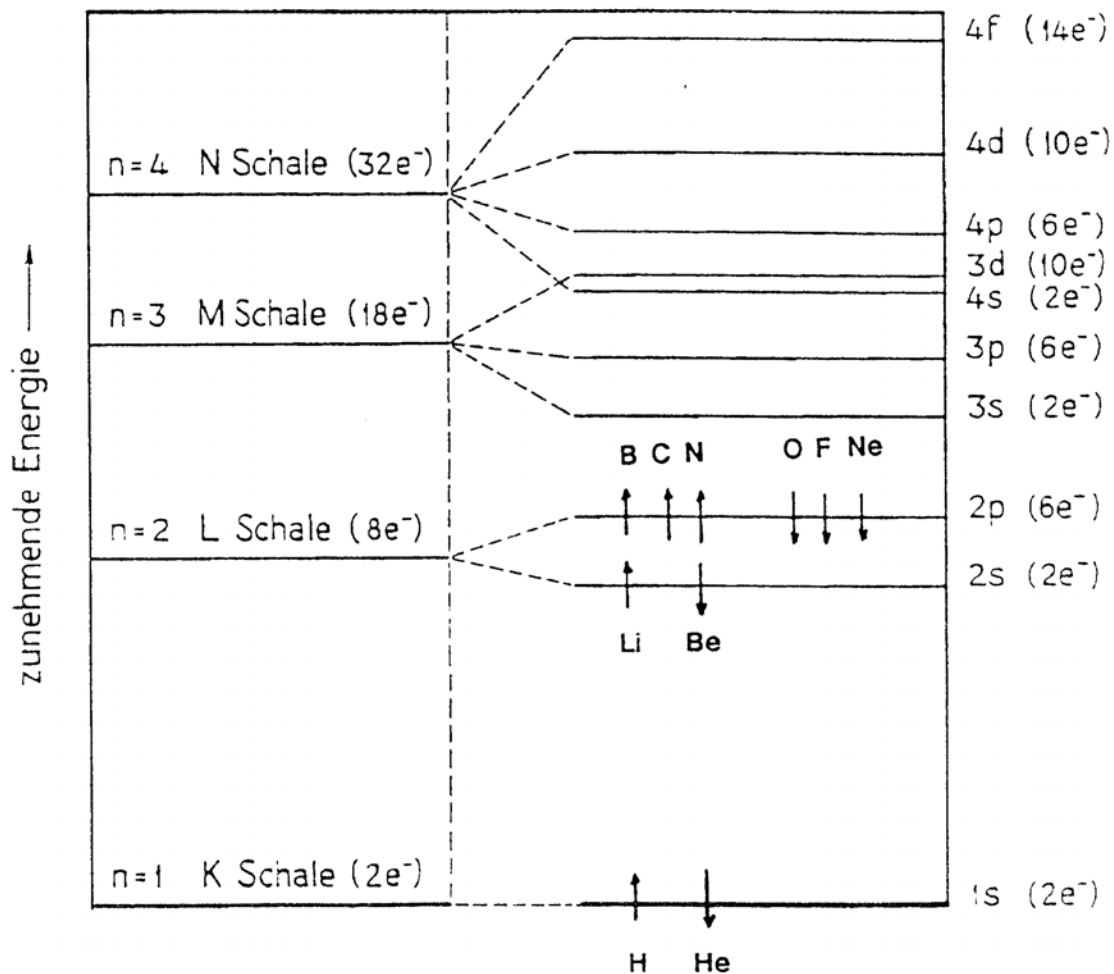 4f (14e⁻)
n=4 N Schale (32e⁻)
4d (10e⁻)
4p (6e⁻)
3d (10e⁻)
n=3 M Schale (18e⁻)
4s (2e⁻)
3p (6e⁻)
3s (2e⁻)
zunehmende Energie
B C N O F Ne
n=2 L Schale (8e⁻)
2p (6e⁻)
2s (2e⁻)
Li Be
n=1 K Schale (2e⁻)
1s (2e⁻)
H He